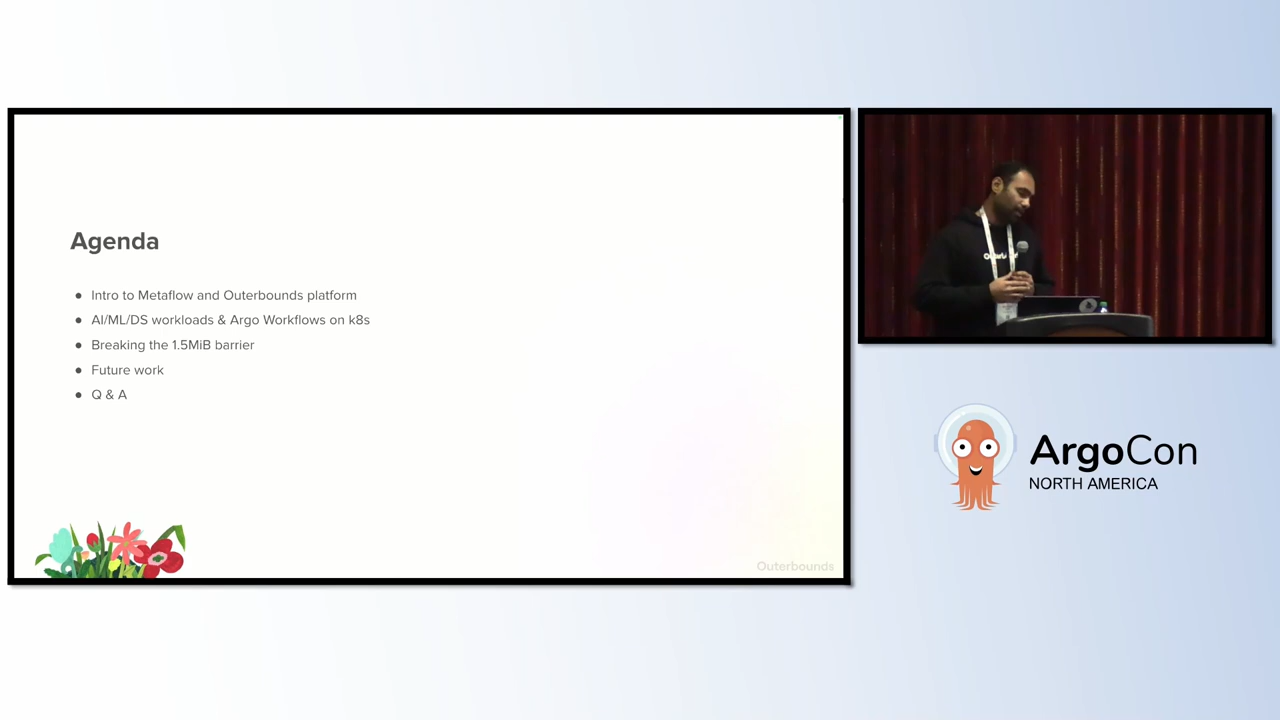 Agenda
● Intro to Metaflow and Outerbounds platform
● AI/ML/DS workloads & Argo Workflows on k8s
● Breaking the 1.5MiB barrier
● Future work
● Q & A
Outerbounds
ArgoCon
NORTH AMERICA